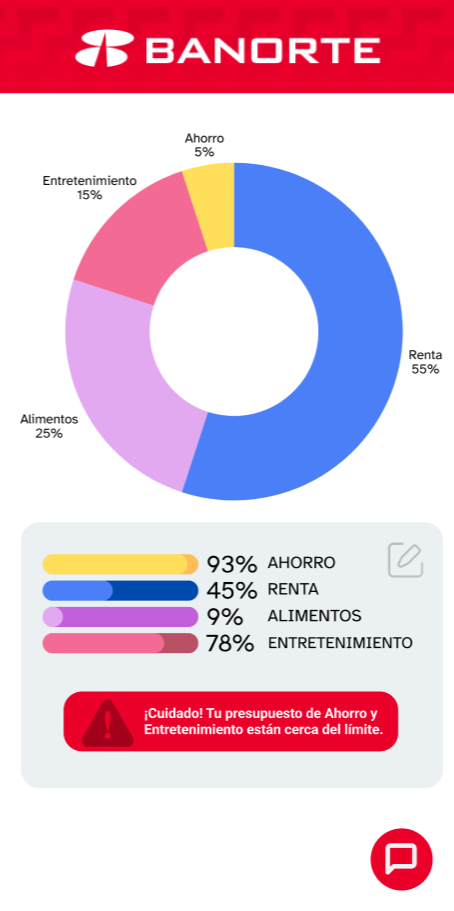 BANORTE
Ahorro
5%
Entretenimiento
15%
Renta
55%
Alimentos
25%
93% AHORRO
45% RENTA
9% ALIMENTOS
78% ENTRETENIMIENTO
¡Cuidado! Tu presupuesto de Ahorro y
Entretenimiento están cerca del límite.